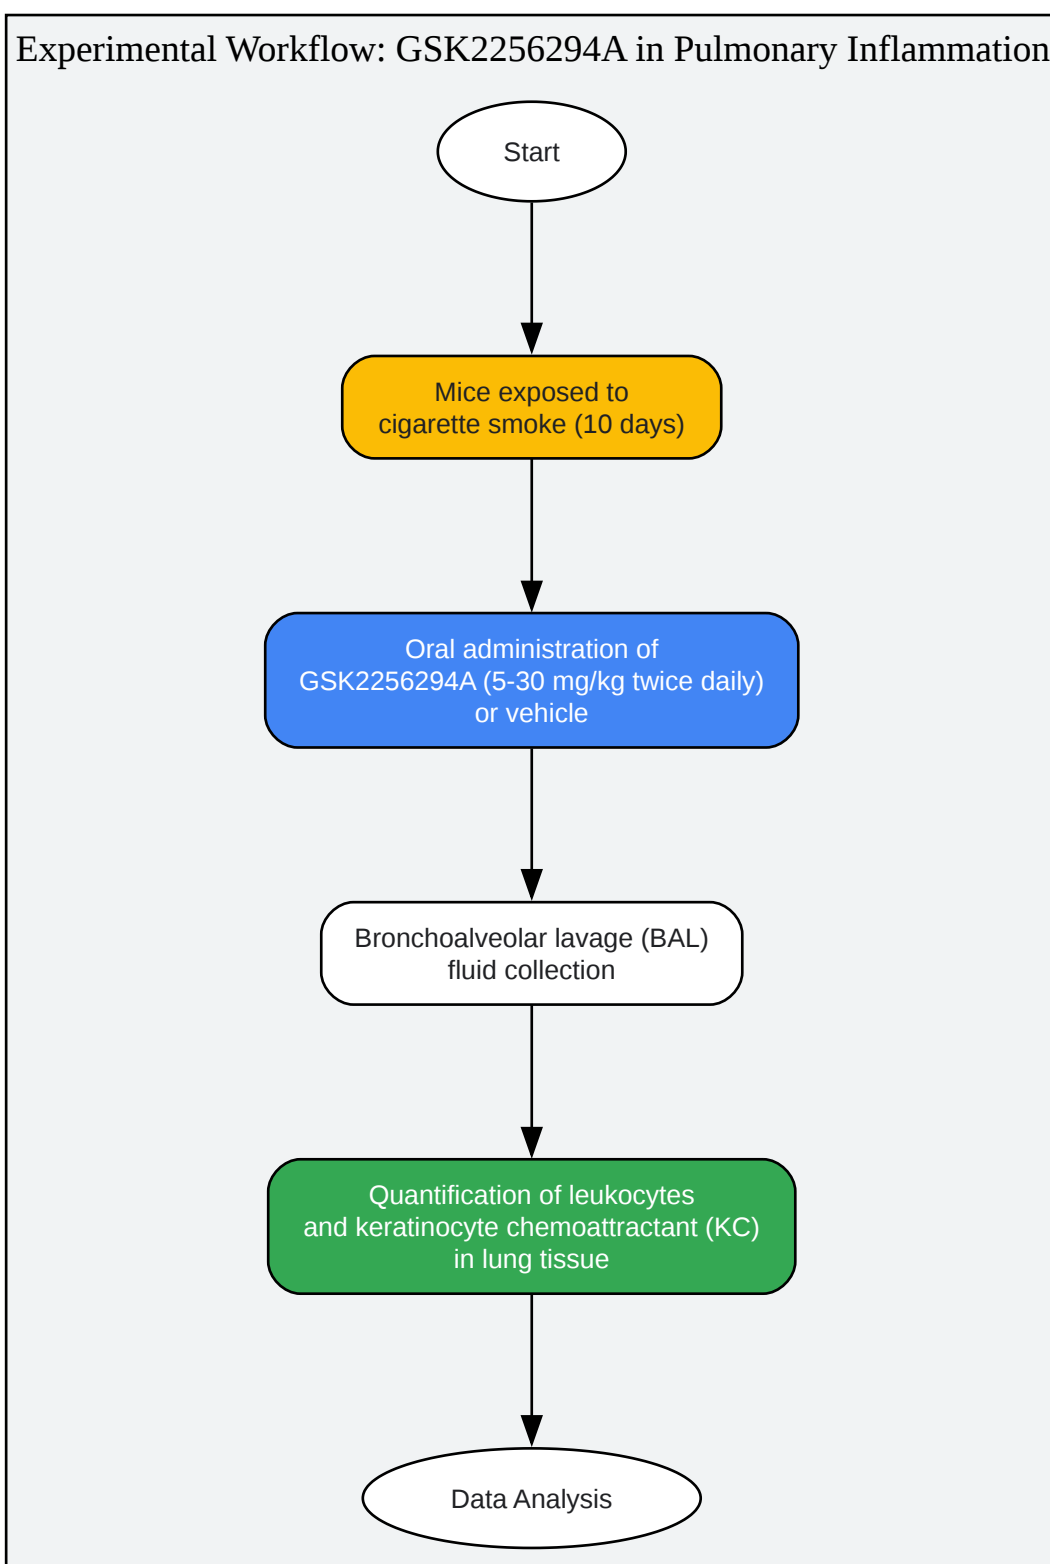 Experimental Workflow: GSK2256294A in Pulmonary Inflammation
Start
Mice exposed to
cigarette smoke (10 days)
Oral administration of
GSK2256294A (5-30 mg/kg twice daily)
or vehicle
Bronchoalveolar lavage (BAL)
fluid collection
Quantification of leukocytes
and keratinocyte chemoattractant (KC)
in lung tissue
Data Analysis